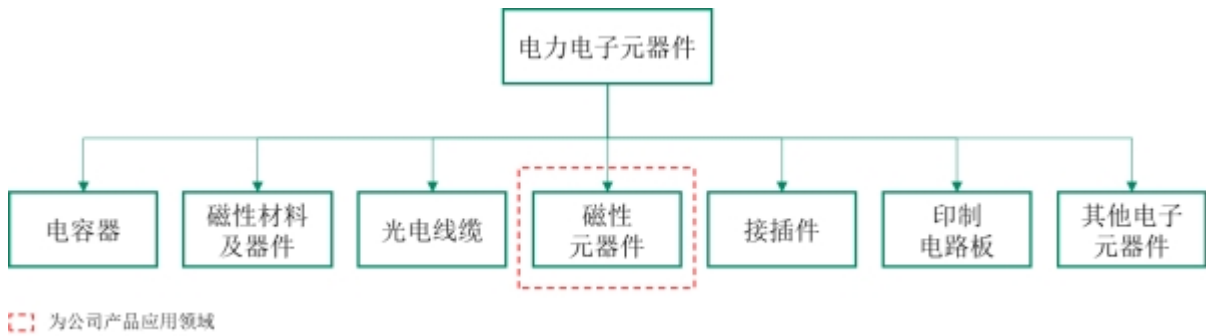 电力电子元器件
电容器
磁性材料
及器件
光电线缆
磁性
元器件
接插件
印制
电路板
其他电子
元器件
为公司产品应用领域